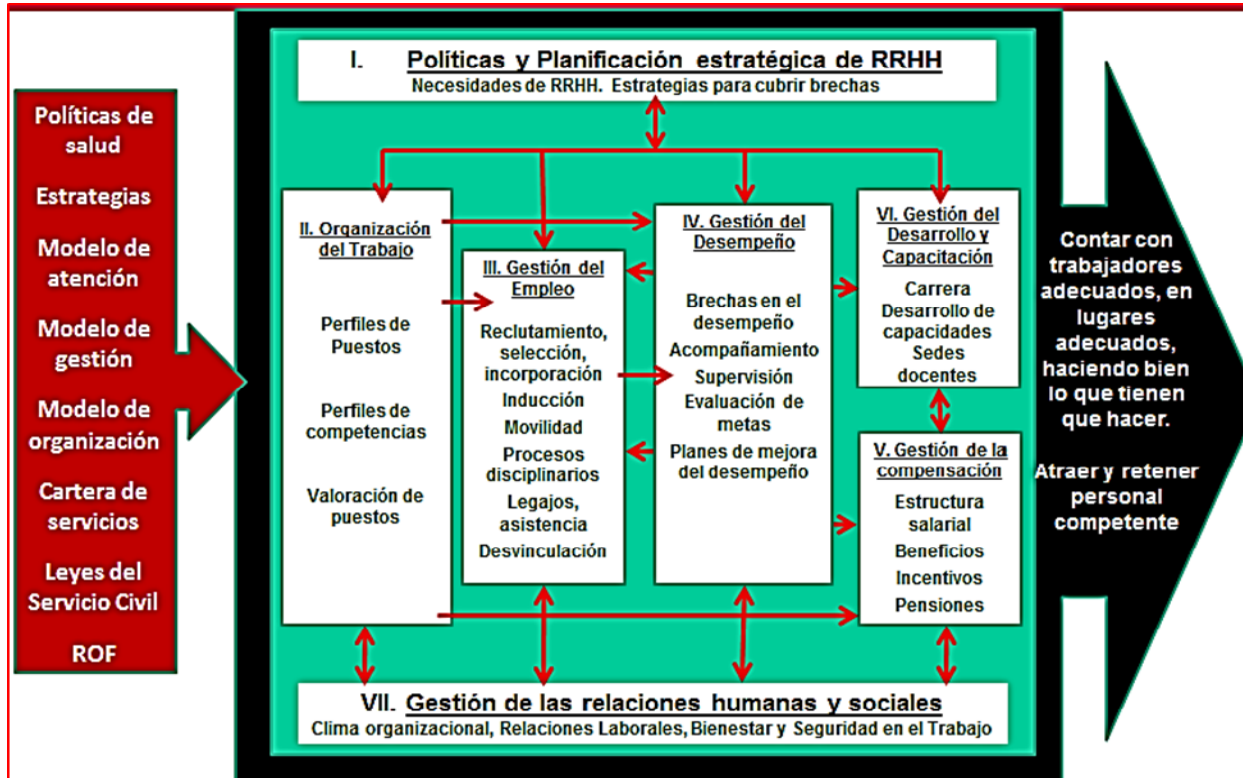 Políticas de
salud
Estrategias
Modelo de
atención
Modelo de
gestión
Modelo de
organización
Cartera de
servicios
Leyes del
Servicio Civil
ROF
I. Políticas y Planificación estratégica de RRHH
Necesidades de RRHH. Estrategias para cubrir brechas
II. Organización
del Trabajo
Perfiles de
Puestos
Perfiles de
competencias
Valoración de
puestos
III. Gestión del
Empleo
Reclutamiento,
selección,
incorporación
Inducción
Movilidad
Procesos
disciplinarios
Legajos,
asistencia
Desvinculación
IV. Gestión del
Desempeño
Brechas en el
desempeño
Acompañamiento
Supervisión
Evaluación de
metas
Planes de mejora
del desempeño
VI. Gestión del
Desarrollo y
Capacitación
Carrera
Desarrollo de
capacidades
Sedes
docentes
V. Gestión de la
compensación
Estructura
salarial
Beneficios
Incentivos
Pensiones
VII. Gestión de las relaciones humanas y sociales
Clima organizacional, Relaciones Laborales, Bienestar y Seguridad en el Trabajo
Contar con
trabajadores
adecuados, en
lugares
adecuados,
haciendo bien
lo que tienen
que hacer.
Atraer y retener
personal
competente